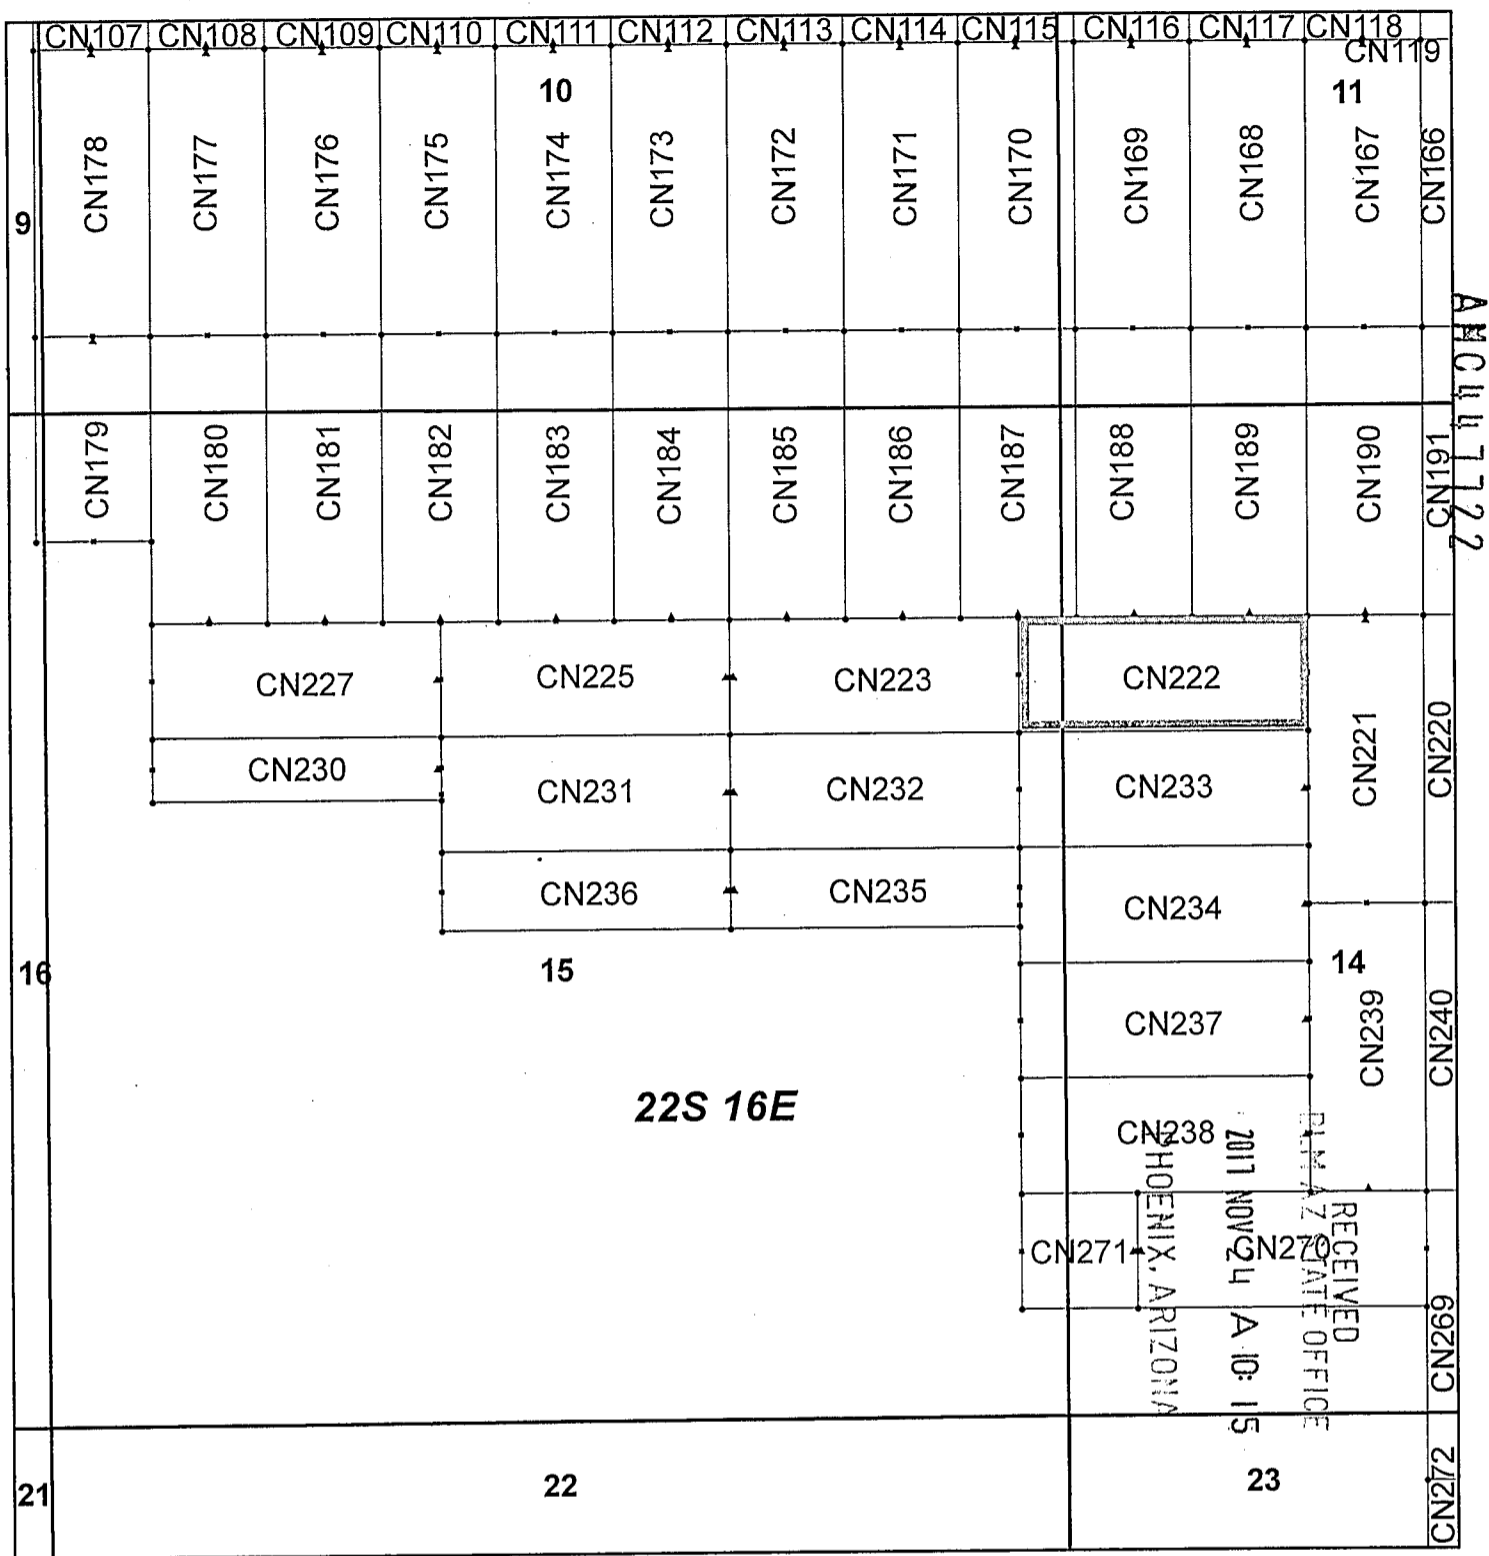 CN107 CN108 CN109 CN110 CN111 CN112 CN113 CN114 CN115 CN116 CN117 CN118
CN119
10 11
CN178 CN177 CN176 CN175 CN174 CN173 CN172 CN171 CN170 CN169 CN168 CN167 CN166
9
AMC447722
CN179 CN180 CN181 CN182 CN183 CN184 CN185 CN186 CN187 CN188 CN189 CN190 CN191
CN227 CN225 CN223 CN222
CN221 CN220
CN230 CN231 CN232 CN233
CN236 CN235 CN234
16 15 14
CN237 CN239 CN240
22S 16E
CN238
CN271 CN270
RECEIVED
BLM AZ STATE OFFICE
2017 NOV 24 A 10: 15
PHOENIX, ARIZONA
CN269
21 22 23
CN272